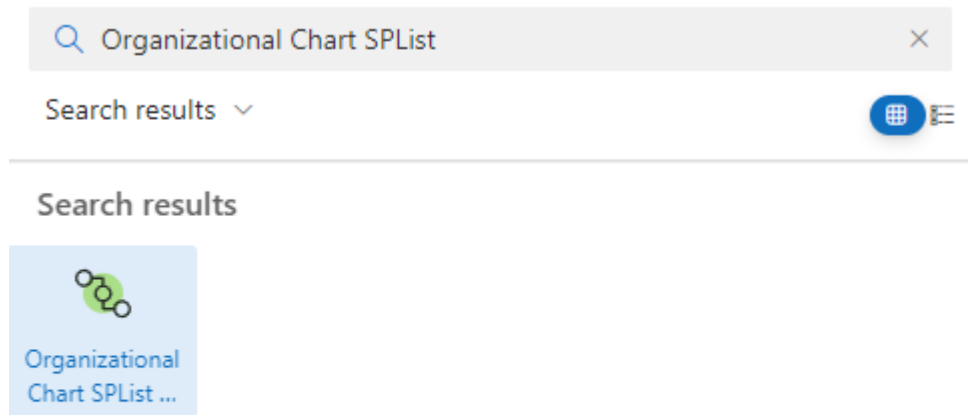 Organizational Chart SPList
Search results
Search results
Organizational
Chart SPList ...